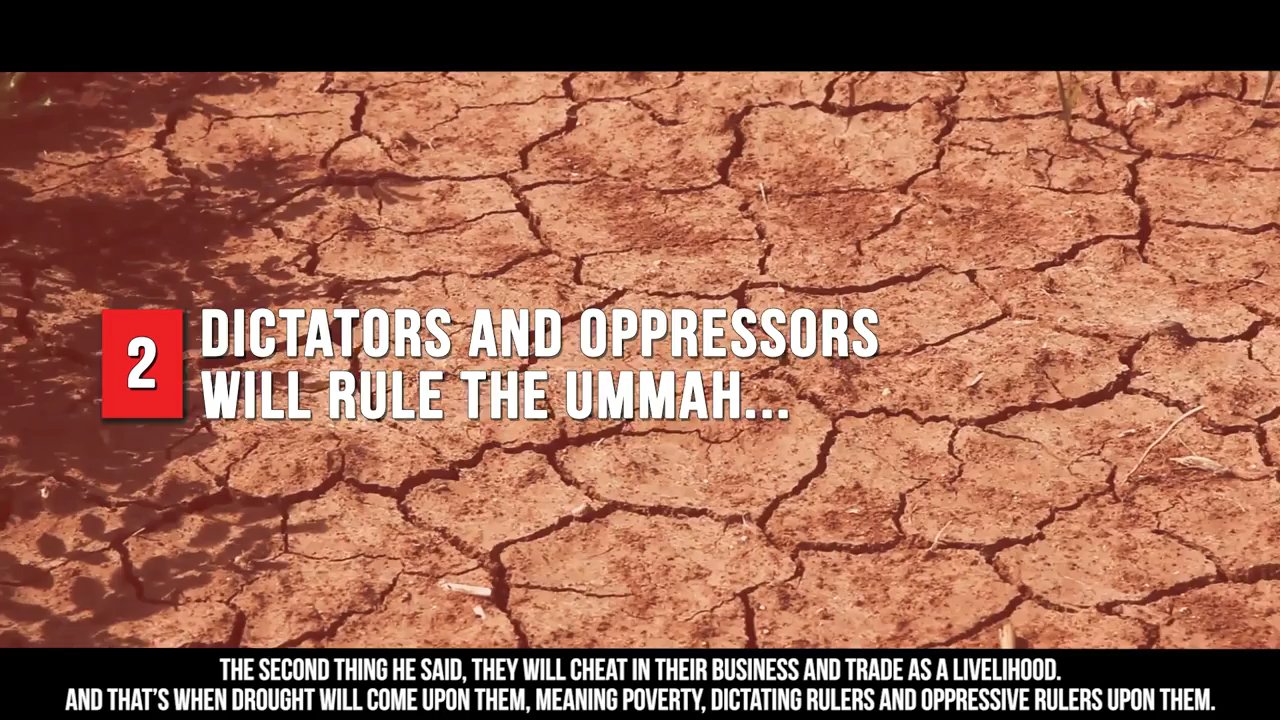 2
DICTATORS AND OPPRESSORS
WILL RULE THE UMMAH...
THE SECOND THING HE SAID, THEY WILL CHEAT IN THEIR BUSINESS AND TRADE AS A LIVELIHOOD.
AND THAT'S WHEN DROUGHT WILL COME UPON THEM, MEANING POVERTY, DICTATING RULERS AND OPPRESSIVE RULERS UPON THEM.